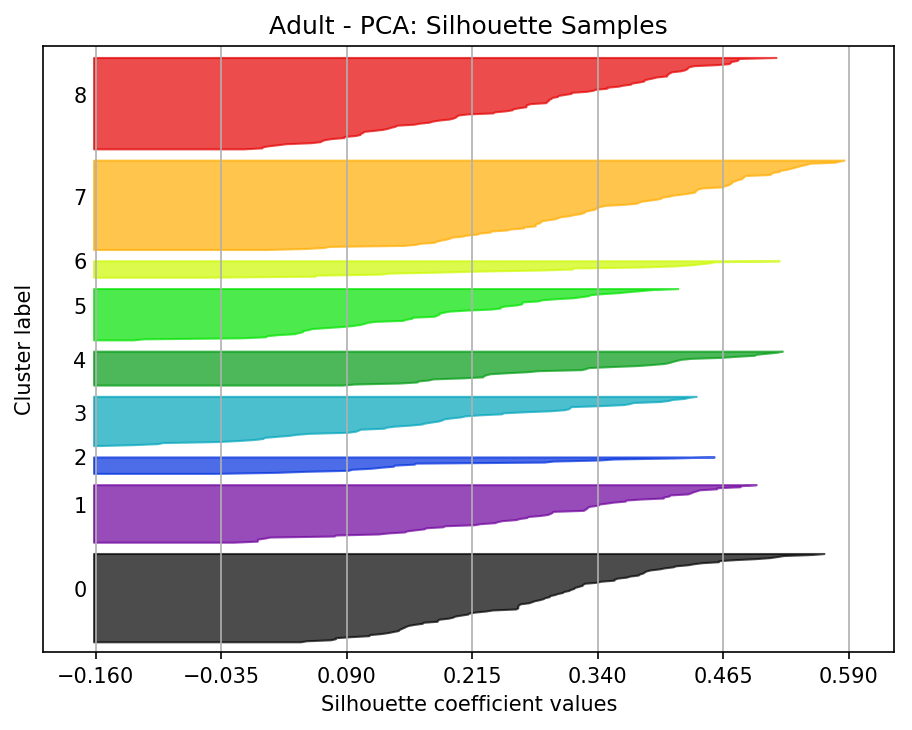 Adult - PCA: Silhouette Samples
8
7
6
5
4
3
2
1
0
Cluster label
−0.160 −0.035 0.090 0.215 0.340 0.465 0.590
Silhouette coefficient values